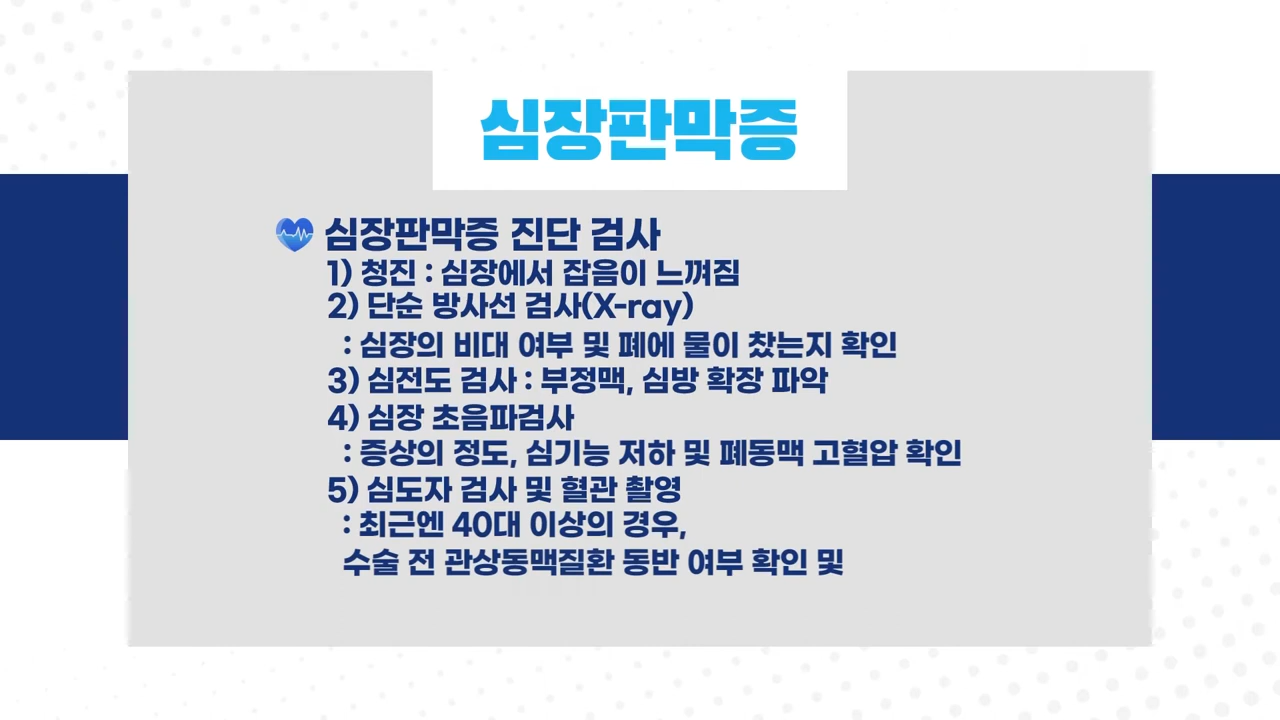 심장판막증
심장판막증 진단 검사
1) 청진 : 심장에서 잡음이 느껴짐
2) 단순 방사선 검사(X-ray)
: 심장의 비대 여부 및 폐에 물이 찼는지 확인
3) 심전도 검사 : 부정맥, 심방 확장 파악
4) 심장 초음파검사
: 증상의 정도, 심기능 저하 및 폐동맥 고혈압 확인
5) 심도자 검사 및 혈관 촬영
: 최근엔 40대 이상의 경우,
수술 전 관상동맥질환 동반 여부 확인 및